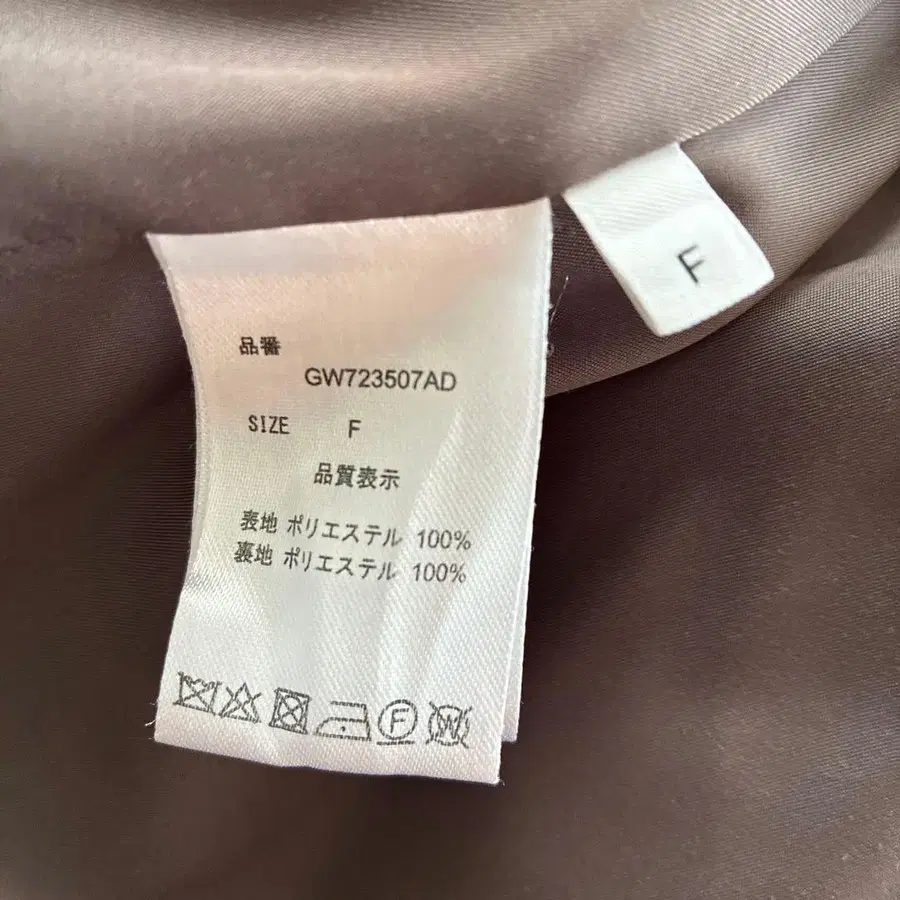 品番
GW723507AD
SIZE F
品質表示
表地 ポリエステル 100%
裏地 ポリエステル 100%
F W
F